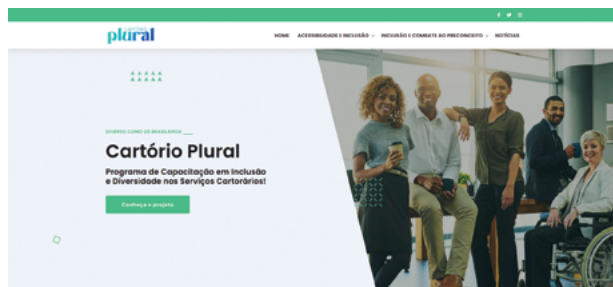 plural
HOME ACESSIBILIDADE E INCLUSÃO INCLUSÃO E COMBATE AO PRECONCEITO NOTÍCIAS
DIVERSO COMO OS BRASILEIROS
Cartório Plural
Programa de Capacitação em Inclusão
e Diversidade nos Serviços Cartorários!
Conheça o projeto